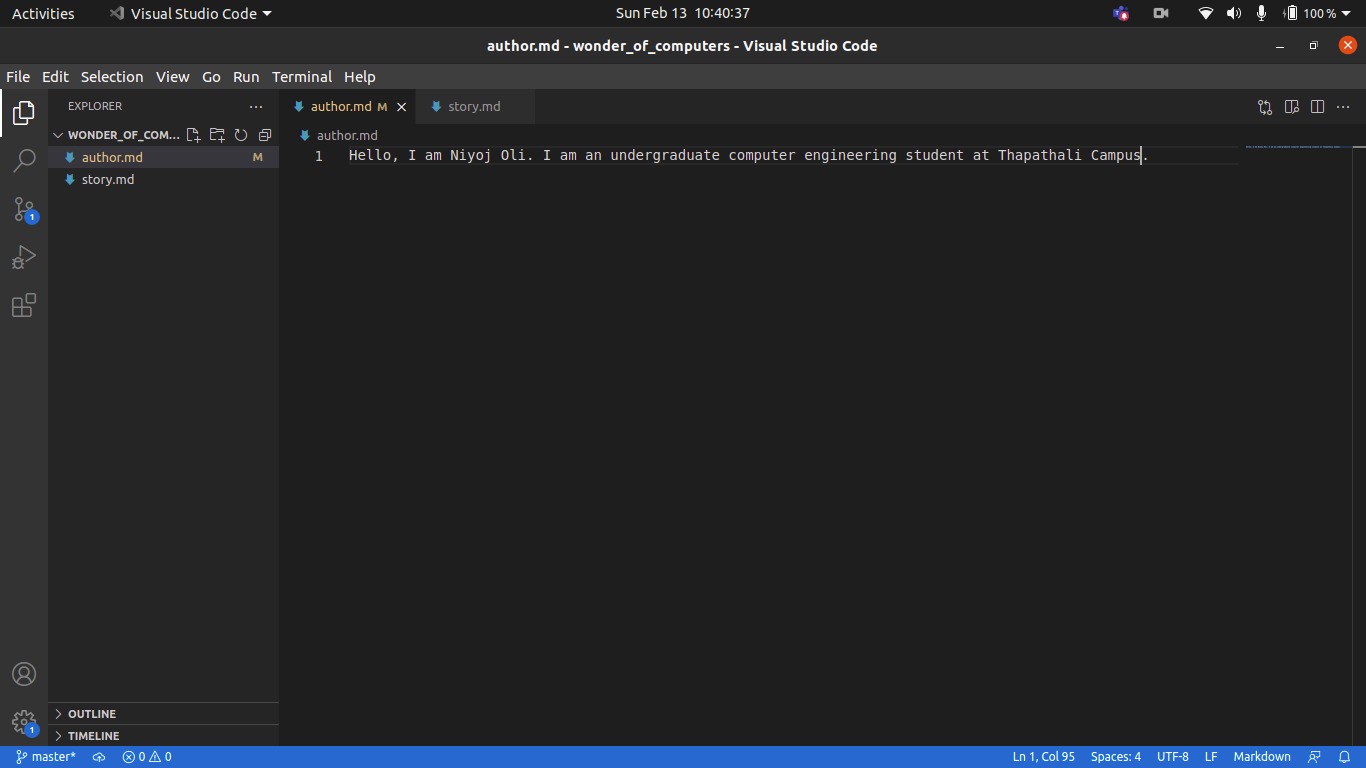 Activities Visual Studio Code Sun Feb 13 10:40:37 100 %
author.md - wonder_of_computers - Visual Studio Code
File Edit Selection View Go Run Terminal Help
EXPLORER ... author.md M story.md ...
WONDER_OF_COM... author.md
author.md M
1 Hello, I am Niyoj Oli. I am an undergraduate computer engineering student at Thapathali Campus.
story.md
1
OUTLINE
1
TIMELINE
master* 0 0 Ln 1, Col 95 Spaces: 4 UTF-8 LF Markdown